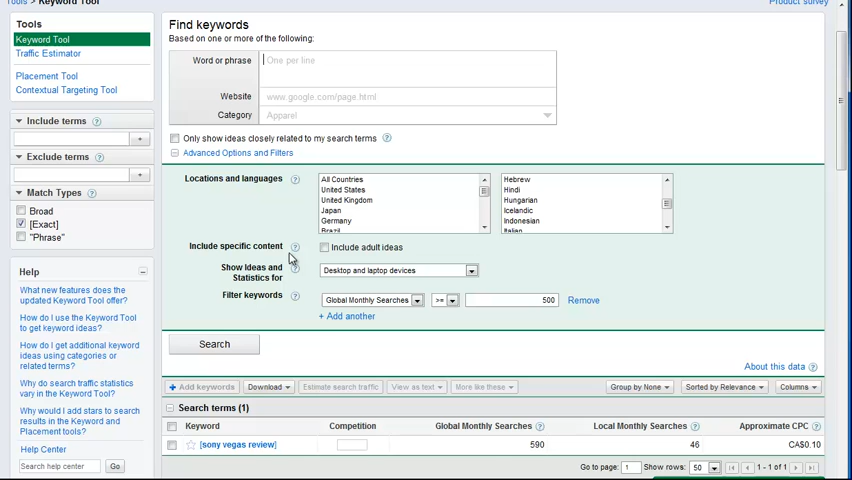 Tools > Keyword Tool
Product survey
Tools
Keyword Tool
Traffic Estimator
Placement Tool
Contextual Targeting Tool
Include terms ?
+
Exclude terms ?
+
Match Types ?
Broad
[Exact]
"Phrase"
Help
What new features does the
updated Keyword Tool offer?
How do I use the Keyword Tool
to get keyword ideas?
How do I get additional keyword
ideas using categories or
related terms?
Why do search traffic statistics
vary in the Keyword Tool?
Why would I add stars to search
results in the Keyword and
Placement tools?
Help Center
Search help center
Go
Find keywords
Based on one or more of the following:
Word or phrase
One per line
Website
www.google.com/page.html
Category
Apparel
Only show ideas closely related to my search terms ?
Advanced Options and Filters
Locations and languages ?
All Countries
United States
United Kingdom
Japan
Germany
Brazil
Hebrew
Hindi
Hungarian
Icelandic
Indonesian
Italian
Include specific content ?
Include adult ideas
Show Ideas and
Statistics for ?
Desktop and laptop devices
Filter keywords ?
Global Monthly Searches
>=
500
Remove
+ Add another
Search
About this data ?
+ Add keywords
Download
Estimate search traffic
View as text
More like these
Group by None
Sorted by Relevance
Columns
Search terms (1)
Keyword
Competition
Global Monthly Searches ?
Local Monthly Searches ?
Approximate CPC ?
[sony vegas review]
590
46
CA$0.10
Go to page: 1
Show rows: 50
1 - 1 of 1